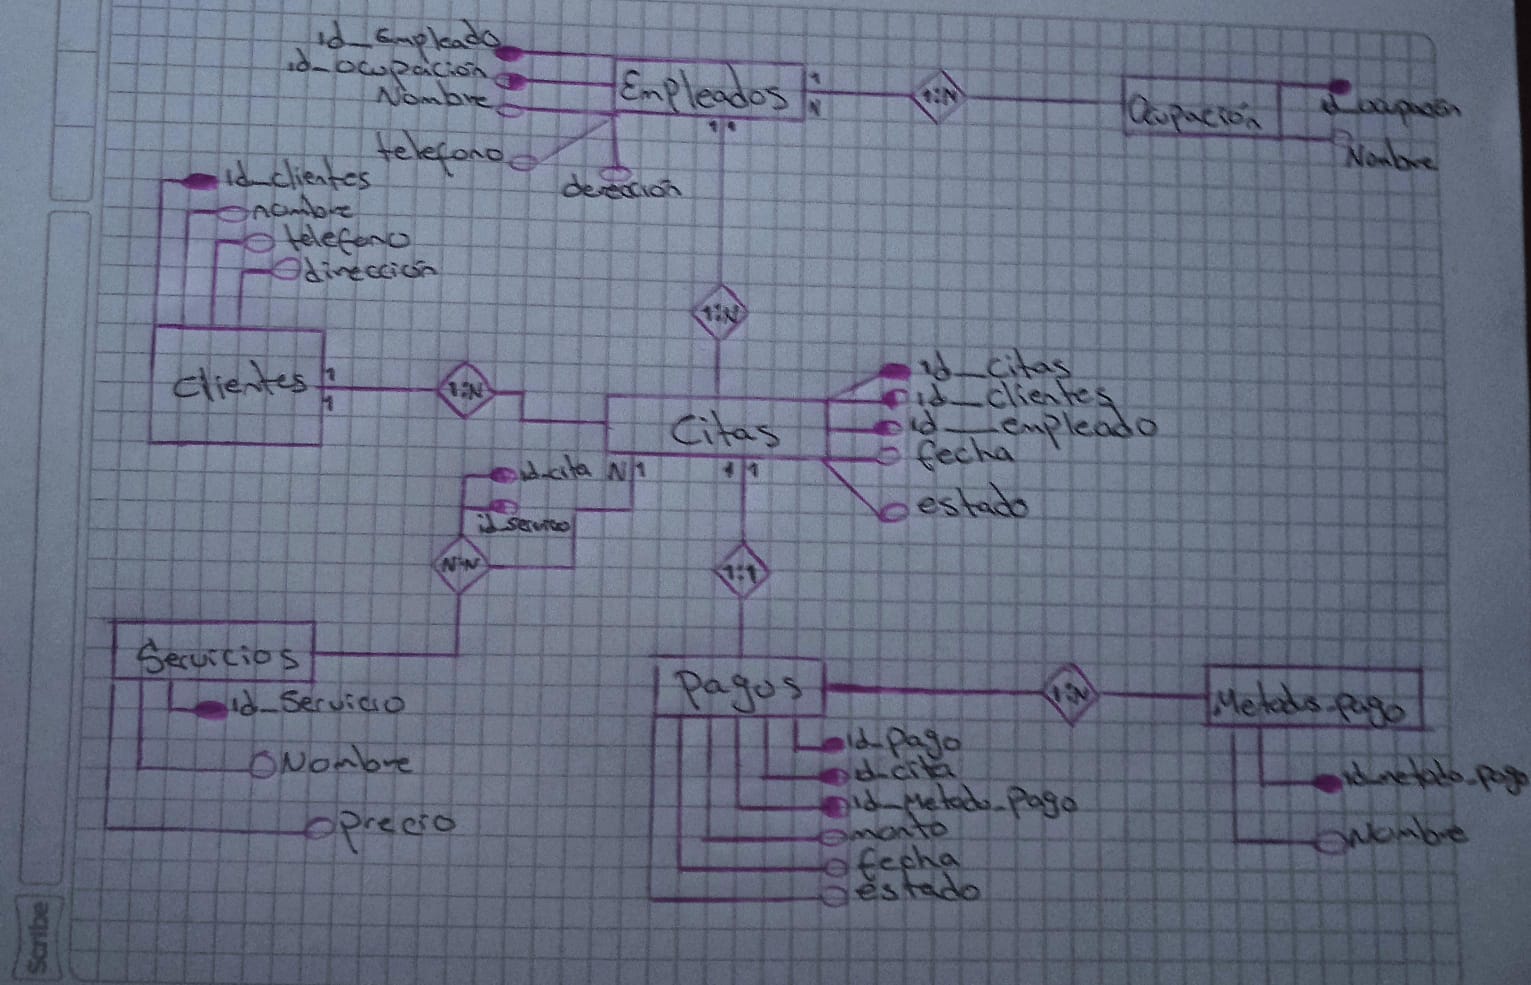 id_Empleado
id_ocupación
Nombre
telefono
dirección
Empleados
1
N
1:N
Ocupación
id_ocupación
Nombre
1 1
id_clientes
nombre
telefono
dirección
1:N
Clientes
1
1
1:N
Citas
id_citas
id_clientes
id_empleado
fecha
estado
id_cita
id_servicio
N 1
1 1
N:N
1:1
Servicios
id_Servicio
Nombre
Precio
Pagos
1:N
Metodo_pago
id_pago
id_cita
id_Metodo_Pago
monto
fecha
estado
id_metodo_pago
Nombre
Scribe